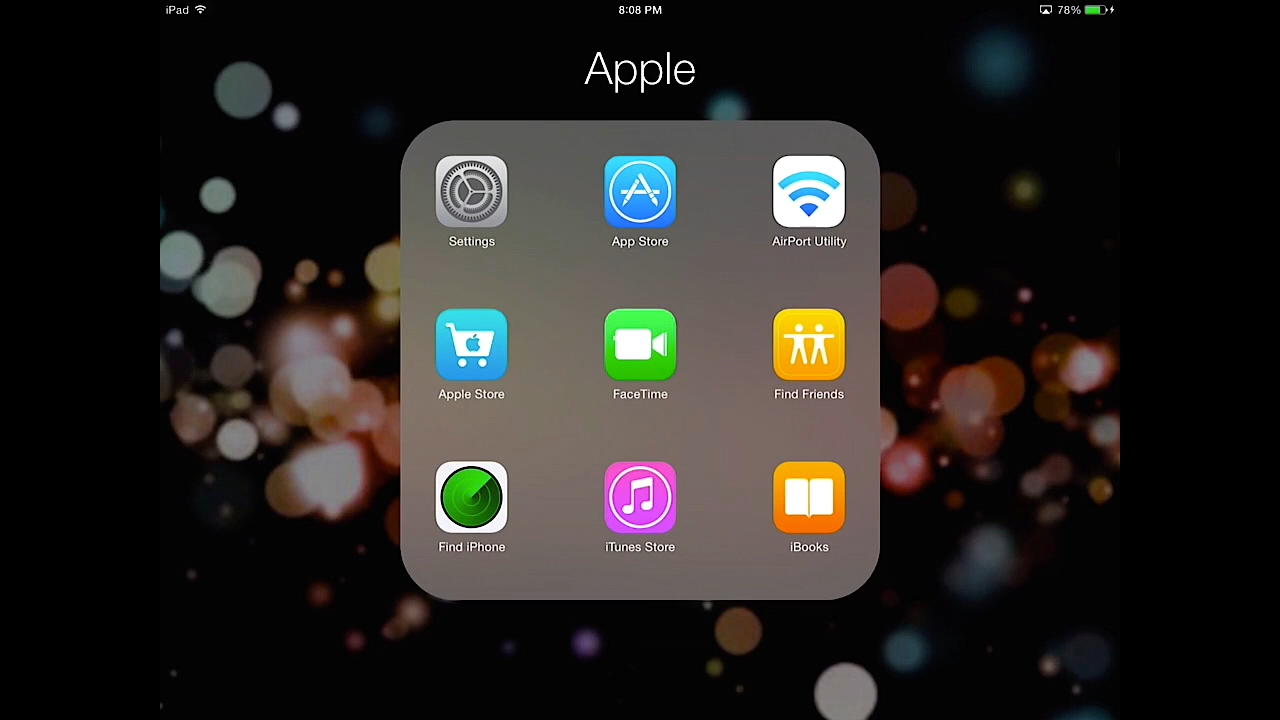 iPad 8:08 PM 78%
Apple
Settings App Store AirPort Utility
Apple Store FaceTime Find Friends
Find iPhone iTunes Store iBooks